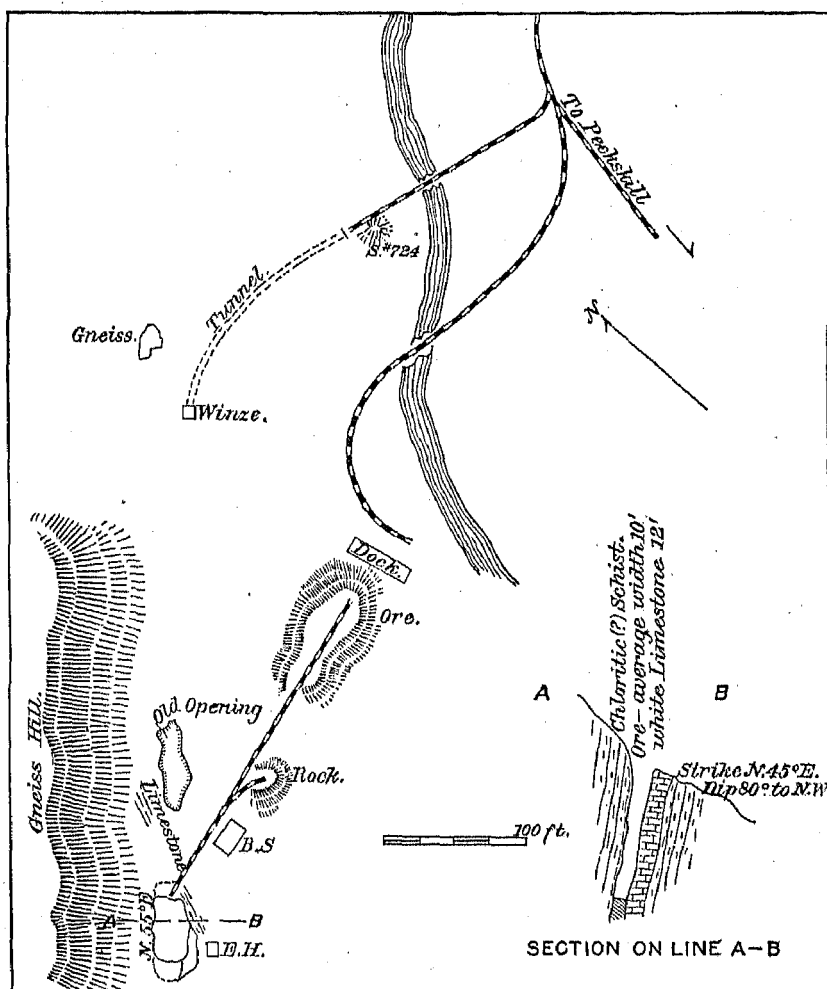 To Peekskill
S.#724
Tunnel.
N
Gneiss.
Winze.
Dock.
Ore.
Chloritic(?) Schist.
Ore-average width 10'
white Limestone 12'
Gneiss Hill.
Old Opening
A
B
Rock.
Strike N.45°E.
Dip 80° to N.W
Limestone
B.S
100 ft.
N.55°E
A
B
E.H.
SECTION ON LINE A-B